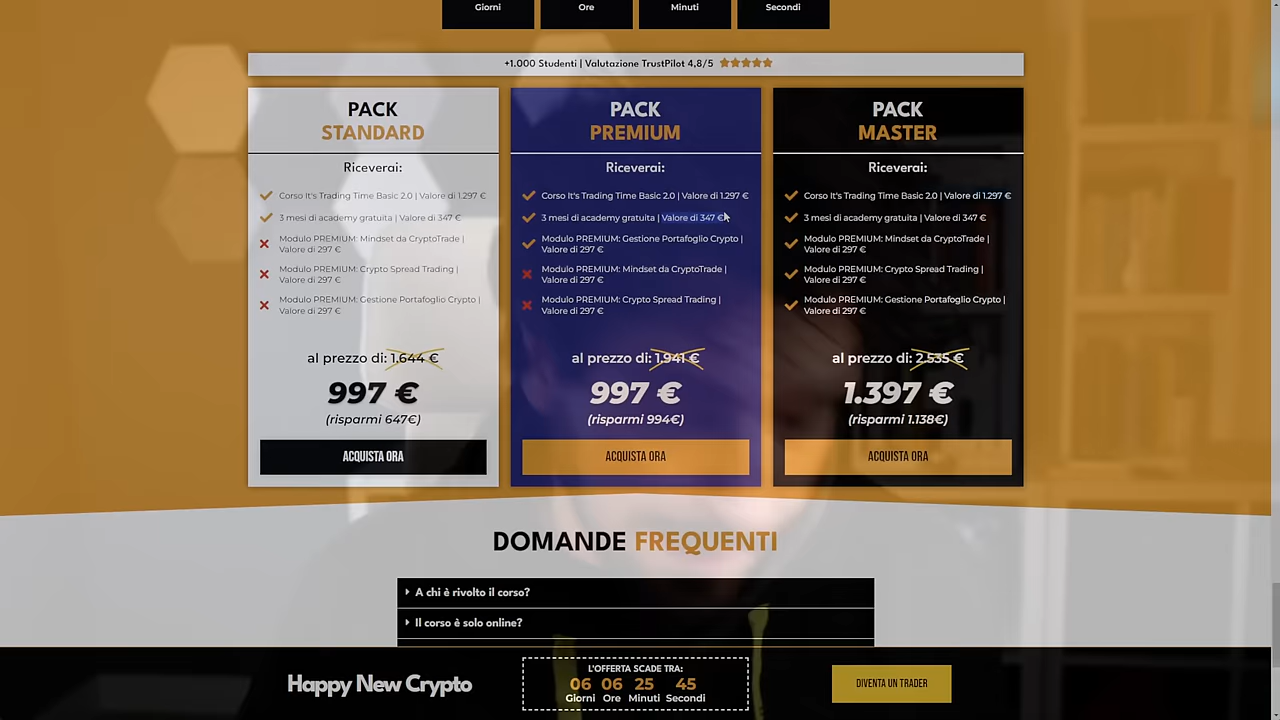 Giorni Ore Minuti Secondi
+1.000 Studenti | Valutazione TrustPilot 4,8/5
PACK
STANDARD
Riceverai:
Corso It's Trading Time Basic 2.0 | Valore di 1.297 €
3 mesi di academy gratuita | Valore di 347 €
Modulo PREMIUM: Mindset da CryptoTrade |
Valore di 297 €
Modulo PREMIUM: Crypto Spread Trading |
Valore di 297 €
Modulo PREMIUM: Gestione Portafoglio Crypto |
Valore di 297 €
al prezzo di: 1.644 €
997 €
(risparmi 647€)
ACQUISTA ORA
PACK
PREMIUM
Riceverai:
Corso It's Trading Time Basic 2.0 | Valore di 1.297 €
3 mesi di academy gratuita | Valore di 347 €
Modulo PREMIUM: Gestione Portafoglio Crypto |
Valore di 297 €
Modulo PREMIUM: Mindset da CryptoTrade |
Valore di 297 €
Modulo PREMIUM: Crypto Spread Trading |
Valore di 297 €
al prezzo di: 1.941 €
997 €
(risparmi 994€)
ACQUISTA ORA
PACK
MASTER
Riceverai:
Corso It's Trading Time Basic 2.0 | Valore di 1.297 €
3 mesi di academy gratuita | Valore di 347 €
Modulo PREMIUM: Mindset da CryptoTrade |
Valore di 297 €
Modulo PREMIUM: Crypto Spread Trading |
Valore di 297 €
Modulo PREMIUM: Gestione Portafoglio Crypto |
Valore di 297 €
al prezzo di: 2.535 €
1.397 €
(risparmi 1.138€)
ACQUISTA ORA
DOMANDE FREQUENTI
A chi è rivolto il corso?
Il corso è solo online?
Happy New Crypto
L'OFFERTA SCADE TRA:
06 06 25 45
Giorni Ore Minuti Secondi
DIVENTA UN TRADER